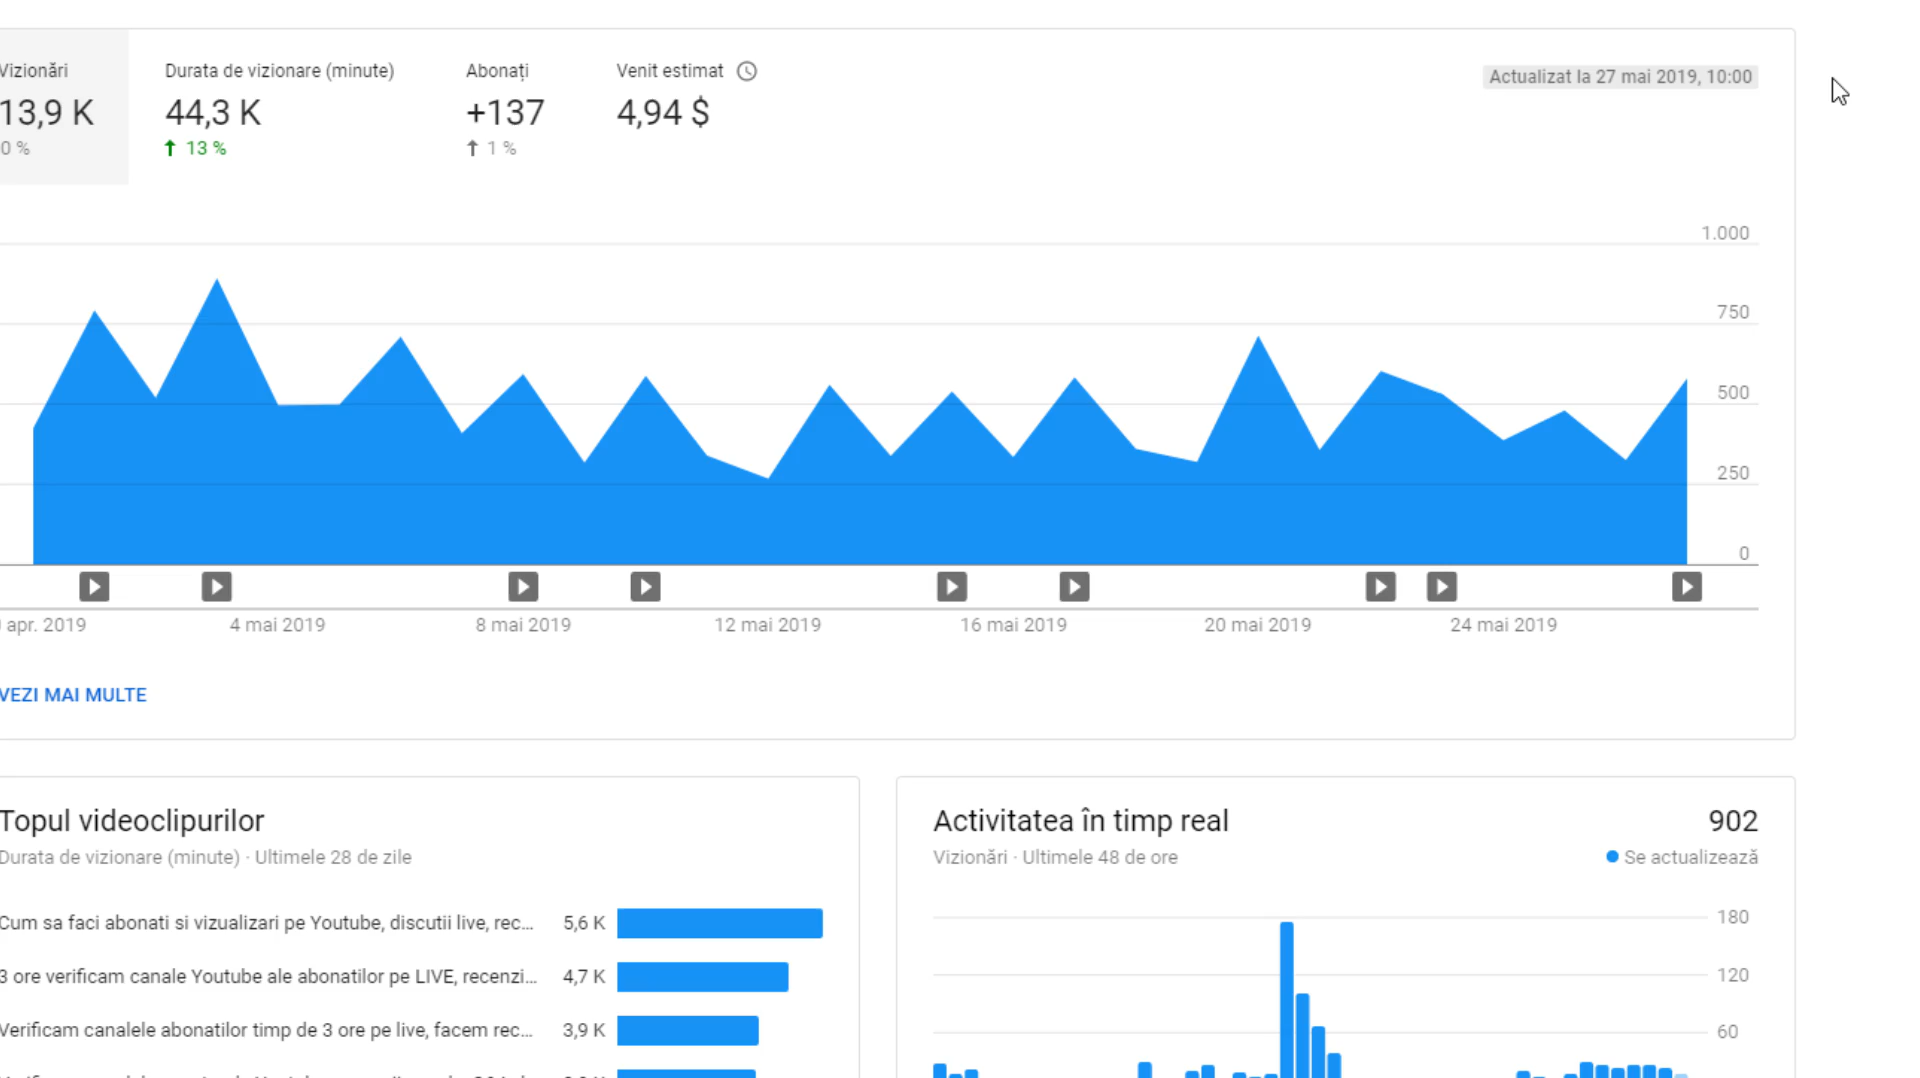 Vizionări
13,9 K
0 %
Durata de vizionare (minute)
44,3 K
13 %
Abonați
+137
1 %
Venit estimat
4,94 $
Actualizat la 27 mai 2019, 10:00
1.000
750
500
250
0
apr. 2019
4 mai 2019
8 mai 2019
12 mai 2019
16 mai 2019
20 mai 2019
24 mai 2019
VEZI MAI MULTE
Topul videoclipurilor
Durata de vizionare (minute) · Ultimele 28 de zile
Cum sa faci abonati si vizualizari pe Youtube, discutii live, rec... 5,6 K
3 ore verificam canale Youtube ale abonatilor pe LIVE, recenzi... 4,7 K
Verificam canalele abonatilor timp de 3 ore pe live, facem rec... 3,9 K
Activitatea în timp real
902
Vizionări · Ultimele 48 de ore
Se actualizează
180
120
60